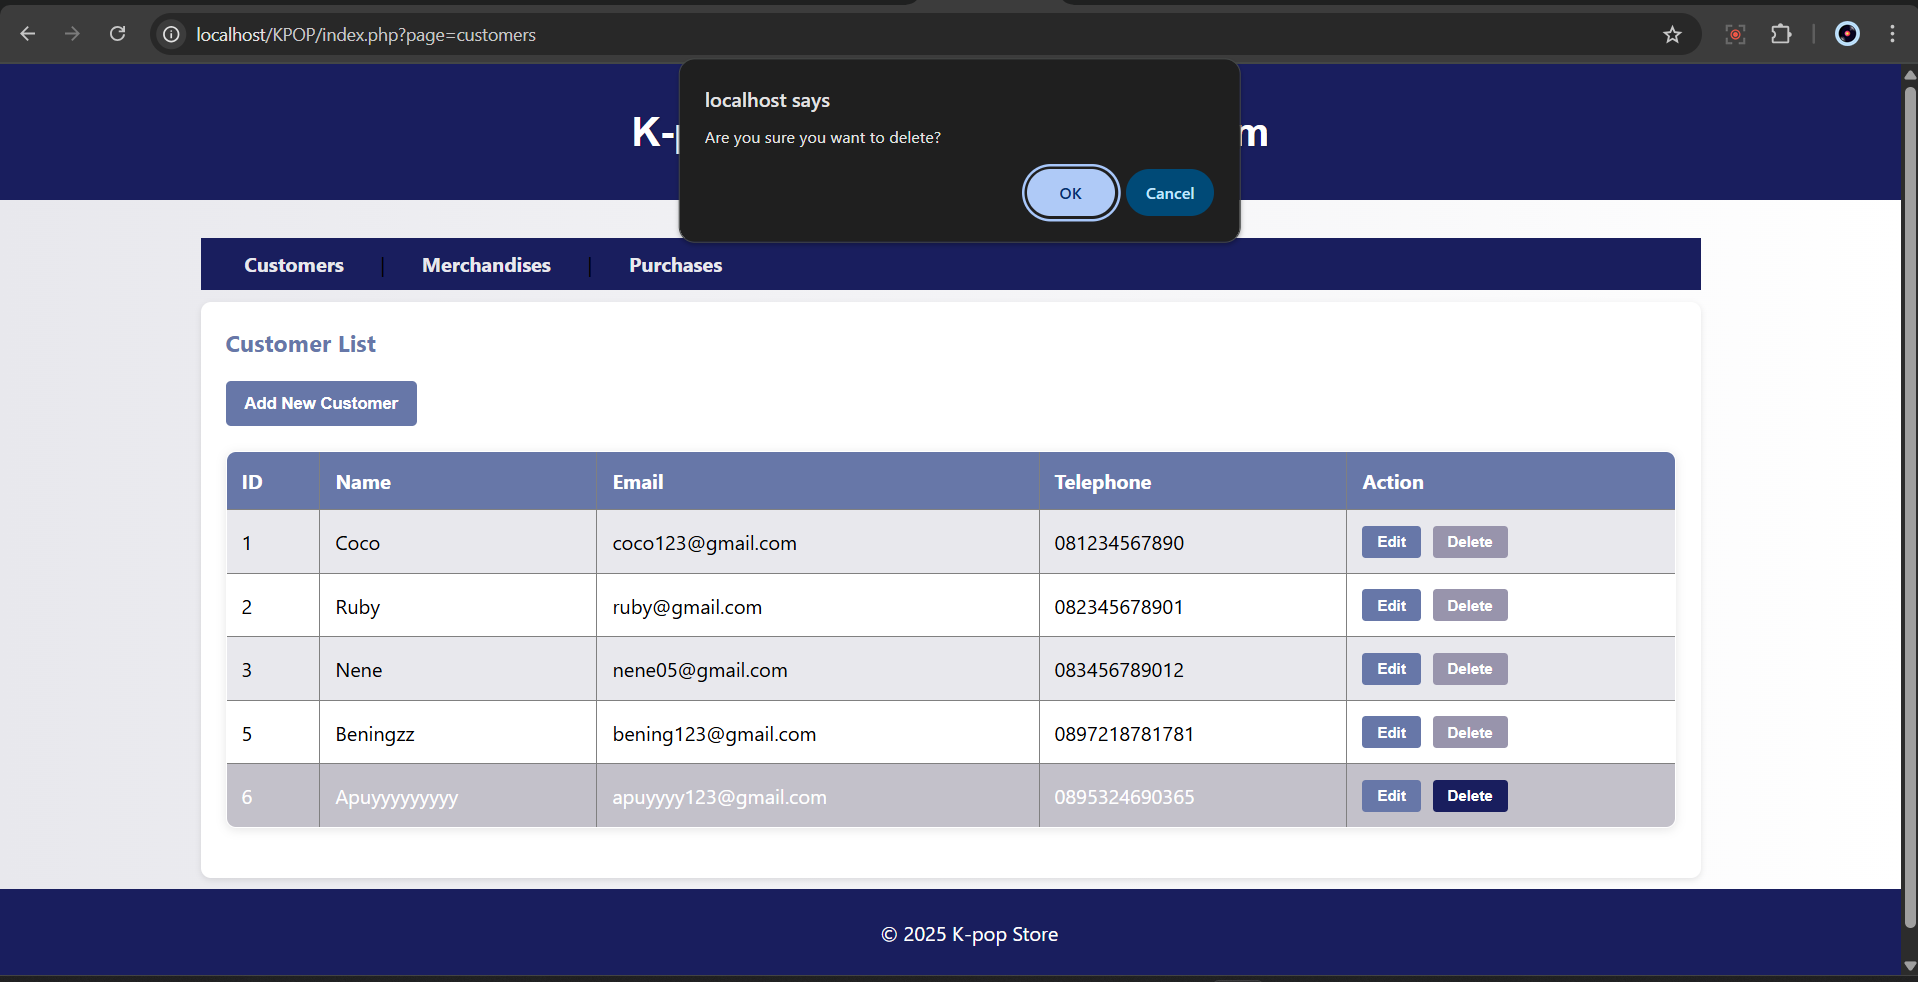 localhost/KPOP/index.php?page=customers
localhost says
Are you sure you want to delete?
OK Cancel
Customers | Merchandises | Purchases
Customer List
Add New Customer
ID Name Email Telephone Action
1 Coco coco123@gmail.com 081234567890 Edit Delete
2 Ruby ruby@gmail.com 082345678901 Edit Delete
3 Nene nene05@gmail.com 083456789012 Edit Delete
5 Beningzz bening123@gmail.com 0897218781781 Edit Delete
6 Apuyyyyyyyyy apuyyyy123@gmail.com 0895324690365 Edit Delete
© 2025 K-pop Store